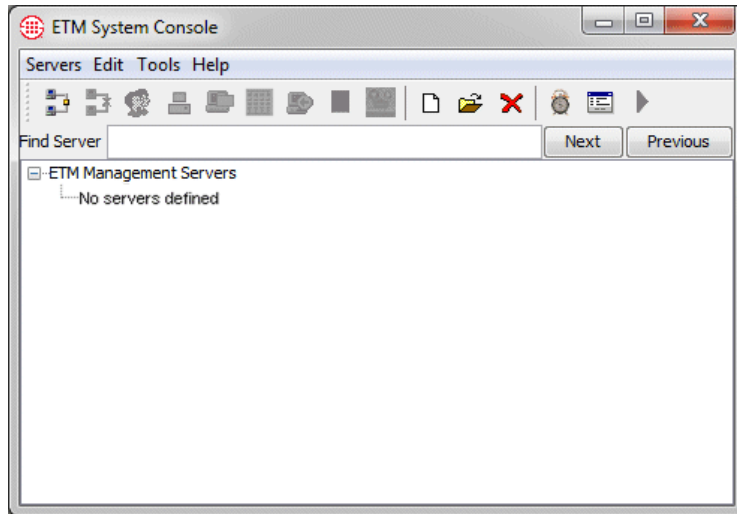 ETM System Console
Servers Edit Tools Help
Find Server Next Previous
ETM Management Servers
No servers defined